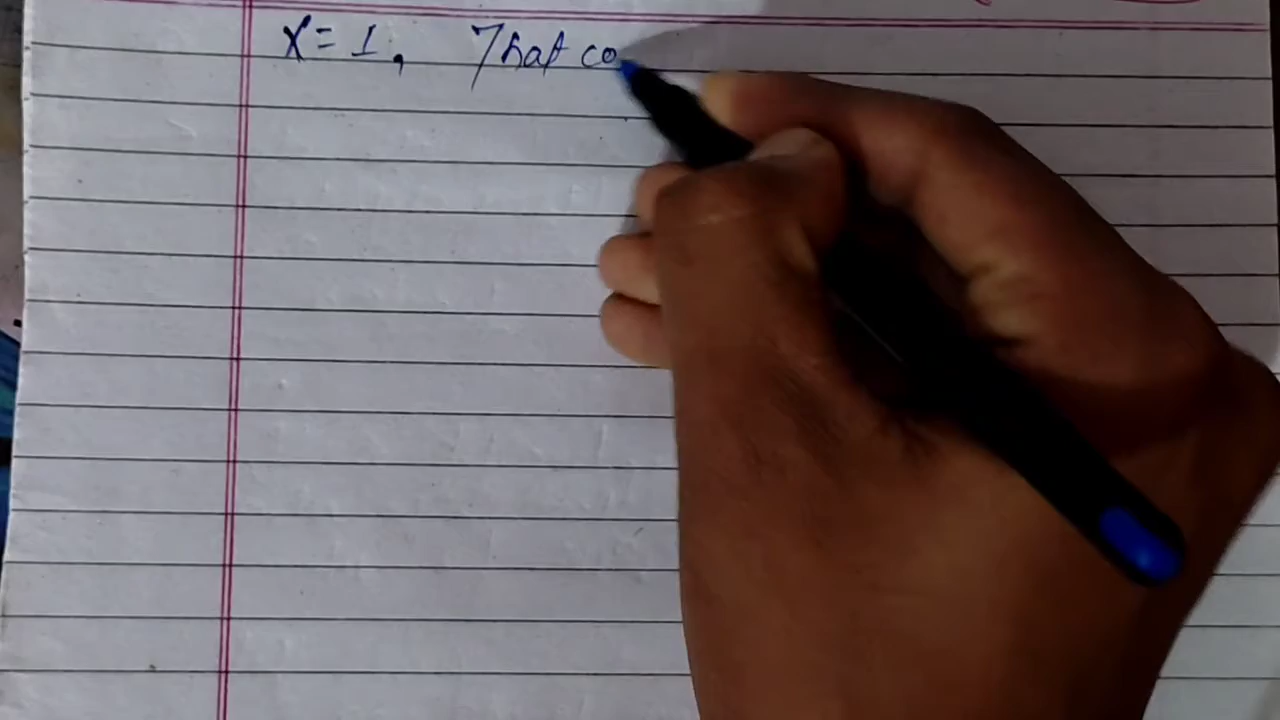 x = 1, That co